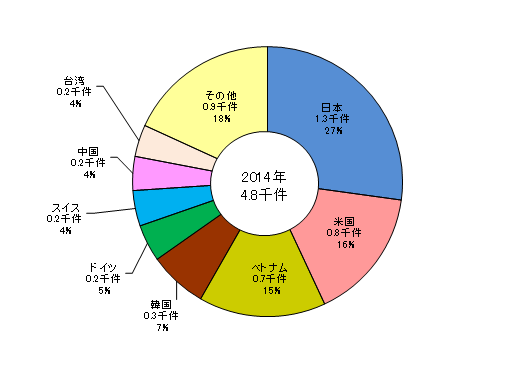 日本
1.3千件
27%
米国
0.8千件
16%
ベトナム
0.7千件
15%
韓国
0.3千件
7%
ドイツ
0.2千件
5%
スイス
0.2千件
4%
中国
0.2千件
4%
台湾
0.2千件
4%
その他
0.9千件
18%
2014年
4.8千件